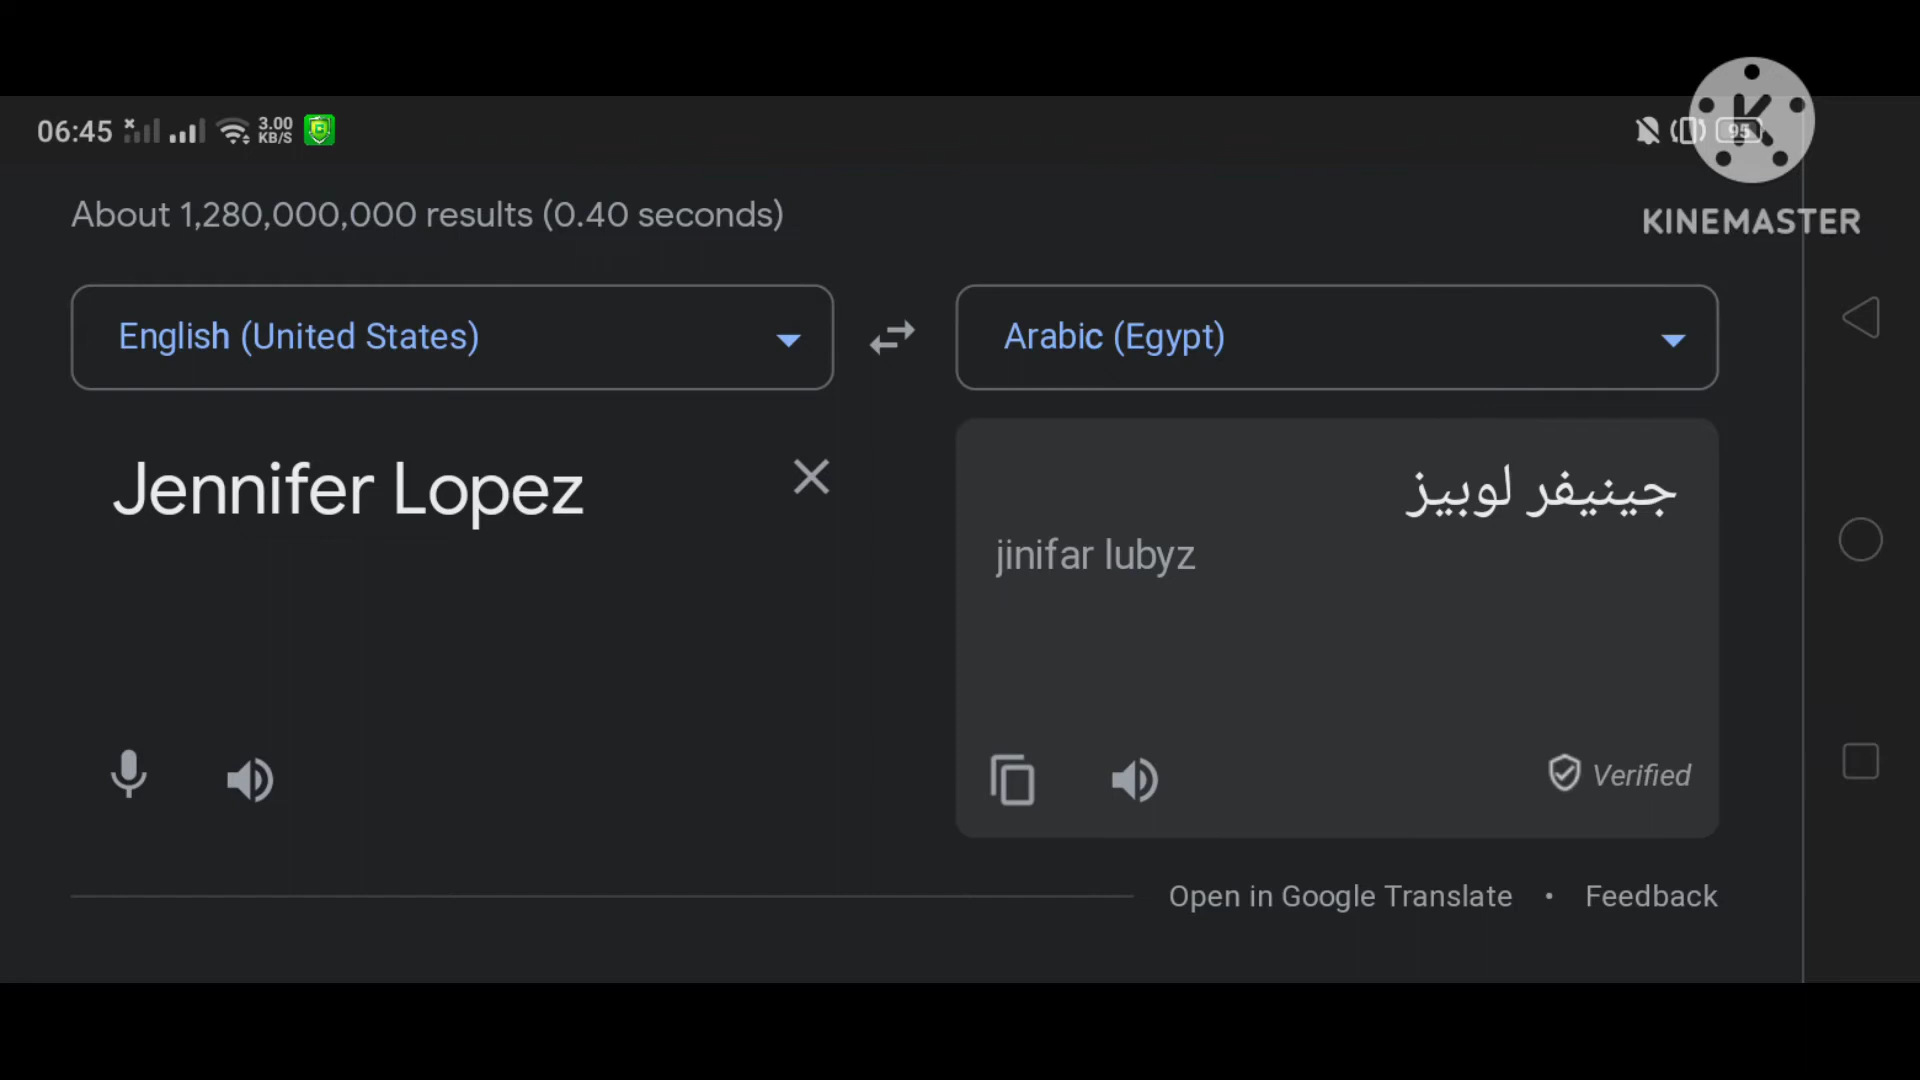 06:45 3.00 KB/S 95
KINEMASTER
About 1,280,000,000 results (0.40 seconds)
English (United States)
Arabic (Egypt)
Jennifer Lopez
جينيفر لوبيز
jinifar lubyz
Verified
Open in Google Translate • Feedback